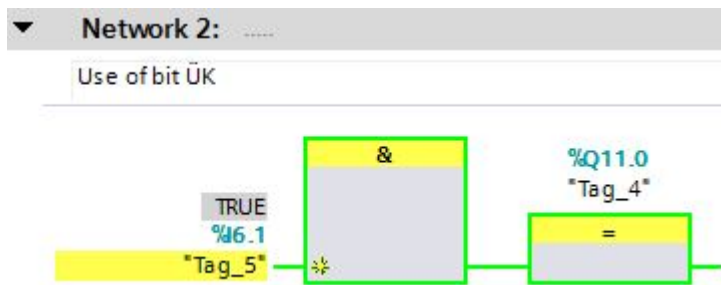 Network 2: .....
Use of bit ÜK
&
%Q11.0
"Tag_4"
TRUE
%I6.1
"Tag_5"
=